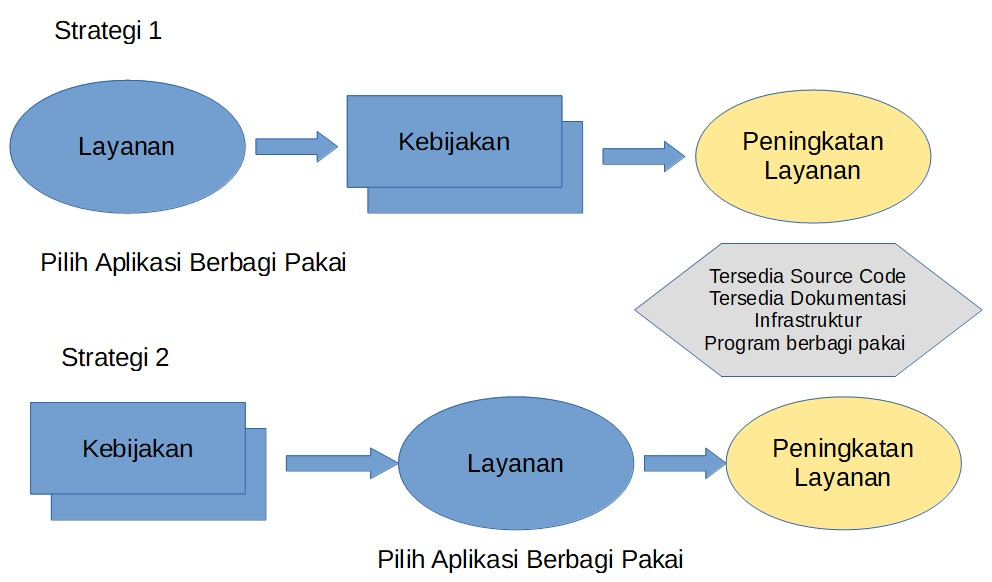 Strategi 1
Layanan
Kebijakan
Peningkatan
Layanan
Pilih Aplikasi Berbagi Pakai
Tersedia Source Code
Tersedia Dokumentasi
Infrastruktur
Program berbagi pakai
Strategi 2
Kebijakan
Layanan
Peningkatan
Layanan
Pilih Aplikasi Berbagi Pakai